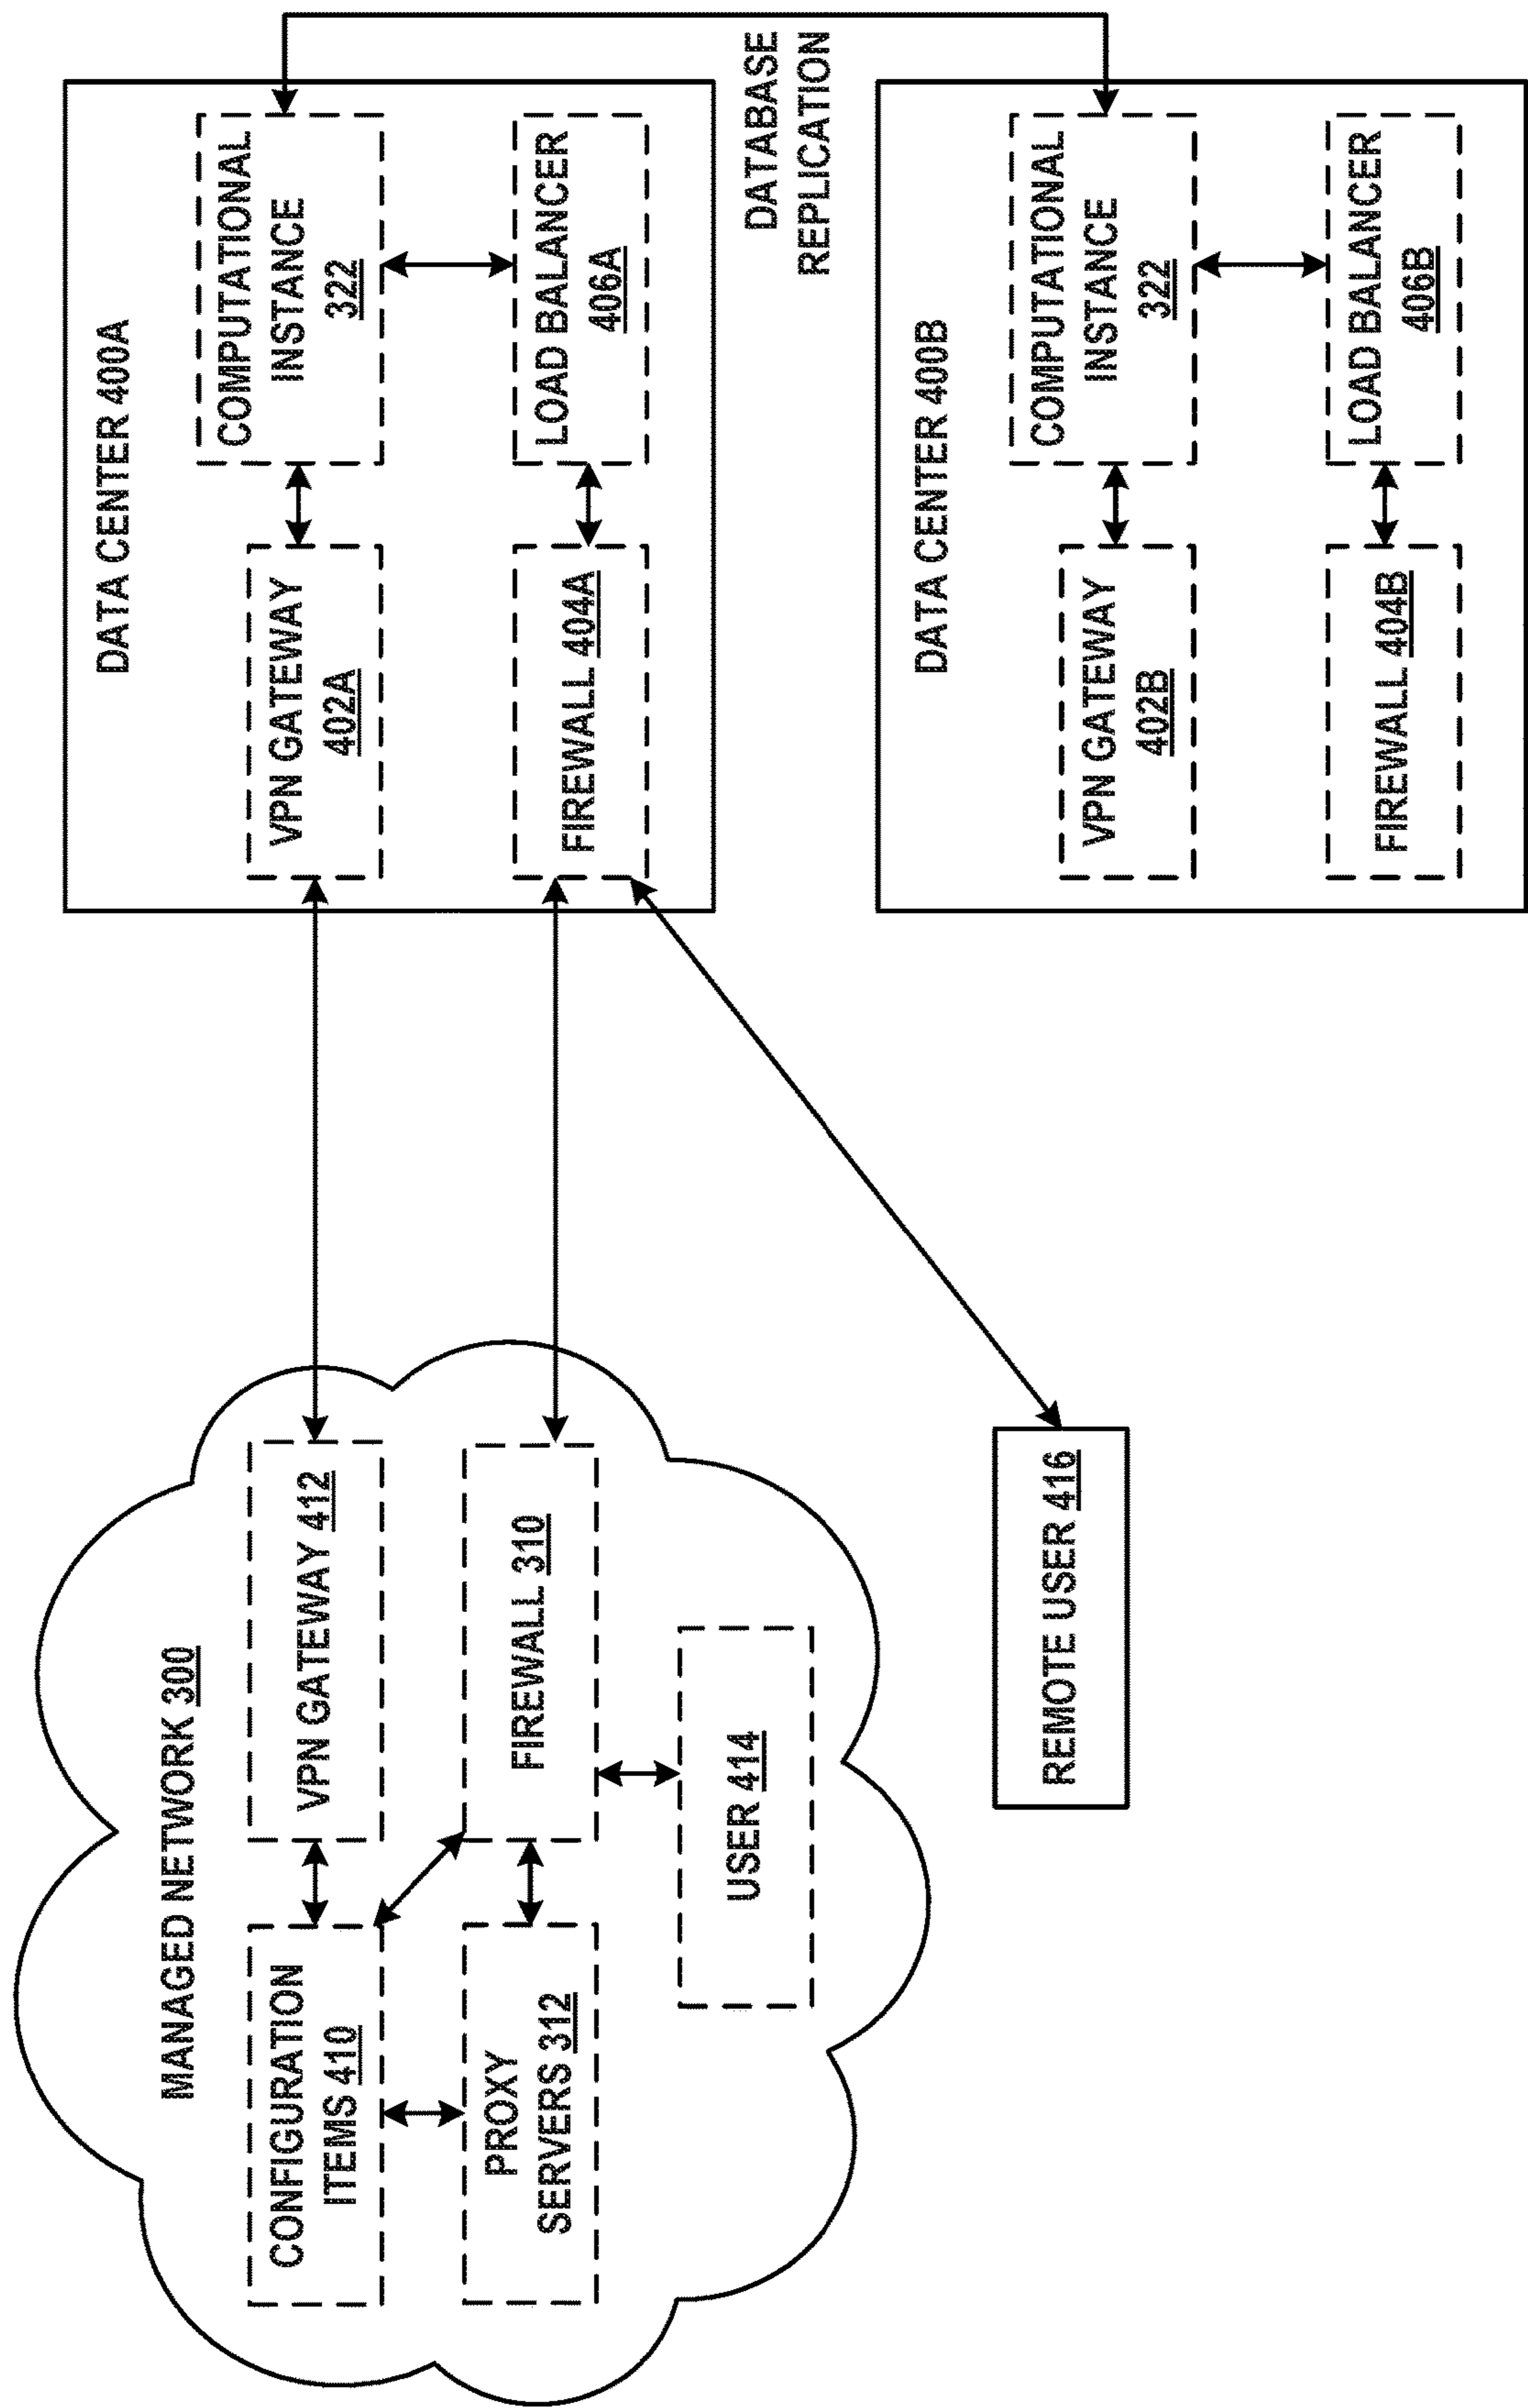 MANAGED NETWORK 300
CONFIGURATION
ITEMS 410
VPN GATEWAY 412
PROXY
SERVERS 312
FIREWALL 310
USER 414
REMOTE USER 416
DATA CENTER 400A
VPN GATEWAY
402A
COMPUTATIONAL
INSTANCE
322
FIREWALL 404A
LOAD BALANCER
406A
DATABASE
REPLICATION
DATA CENTER 400B
VPN GATEWAY
402B
COMPUTATIONAL
INSTANCE
322
FIREWALL 404B
LOAD BALANCER
406B